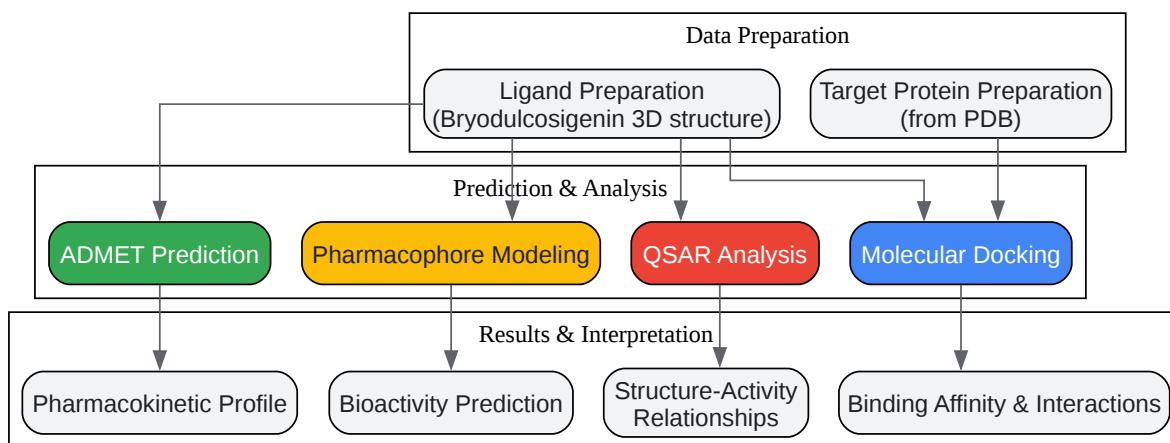 Data Preparation
Ligand Preparation
(Bryodulcosigenin 3D structure)
Target Protein Preparation
(from PDB)
Prediction & Analysis
ADMET Prediction
Pharmacophore Modeling
QSAR Analysis
Molecular Docking
Results & Interpretation
Pharmacokinetic Profile
Bioactivity Prediction
Structure-Activity
Relationships
Binding Affinity & Interactions